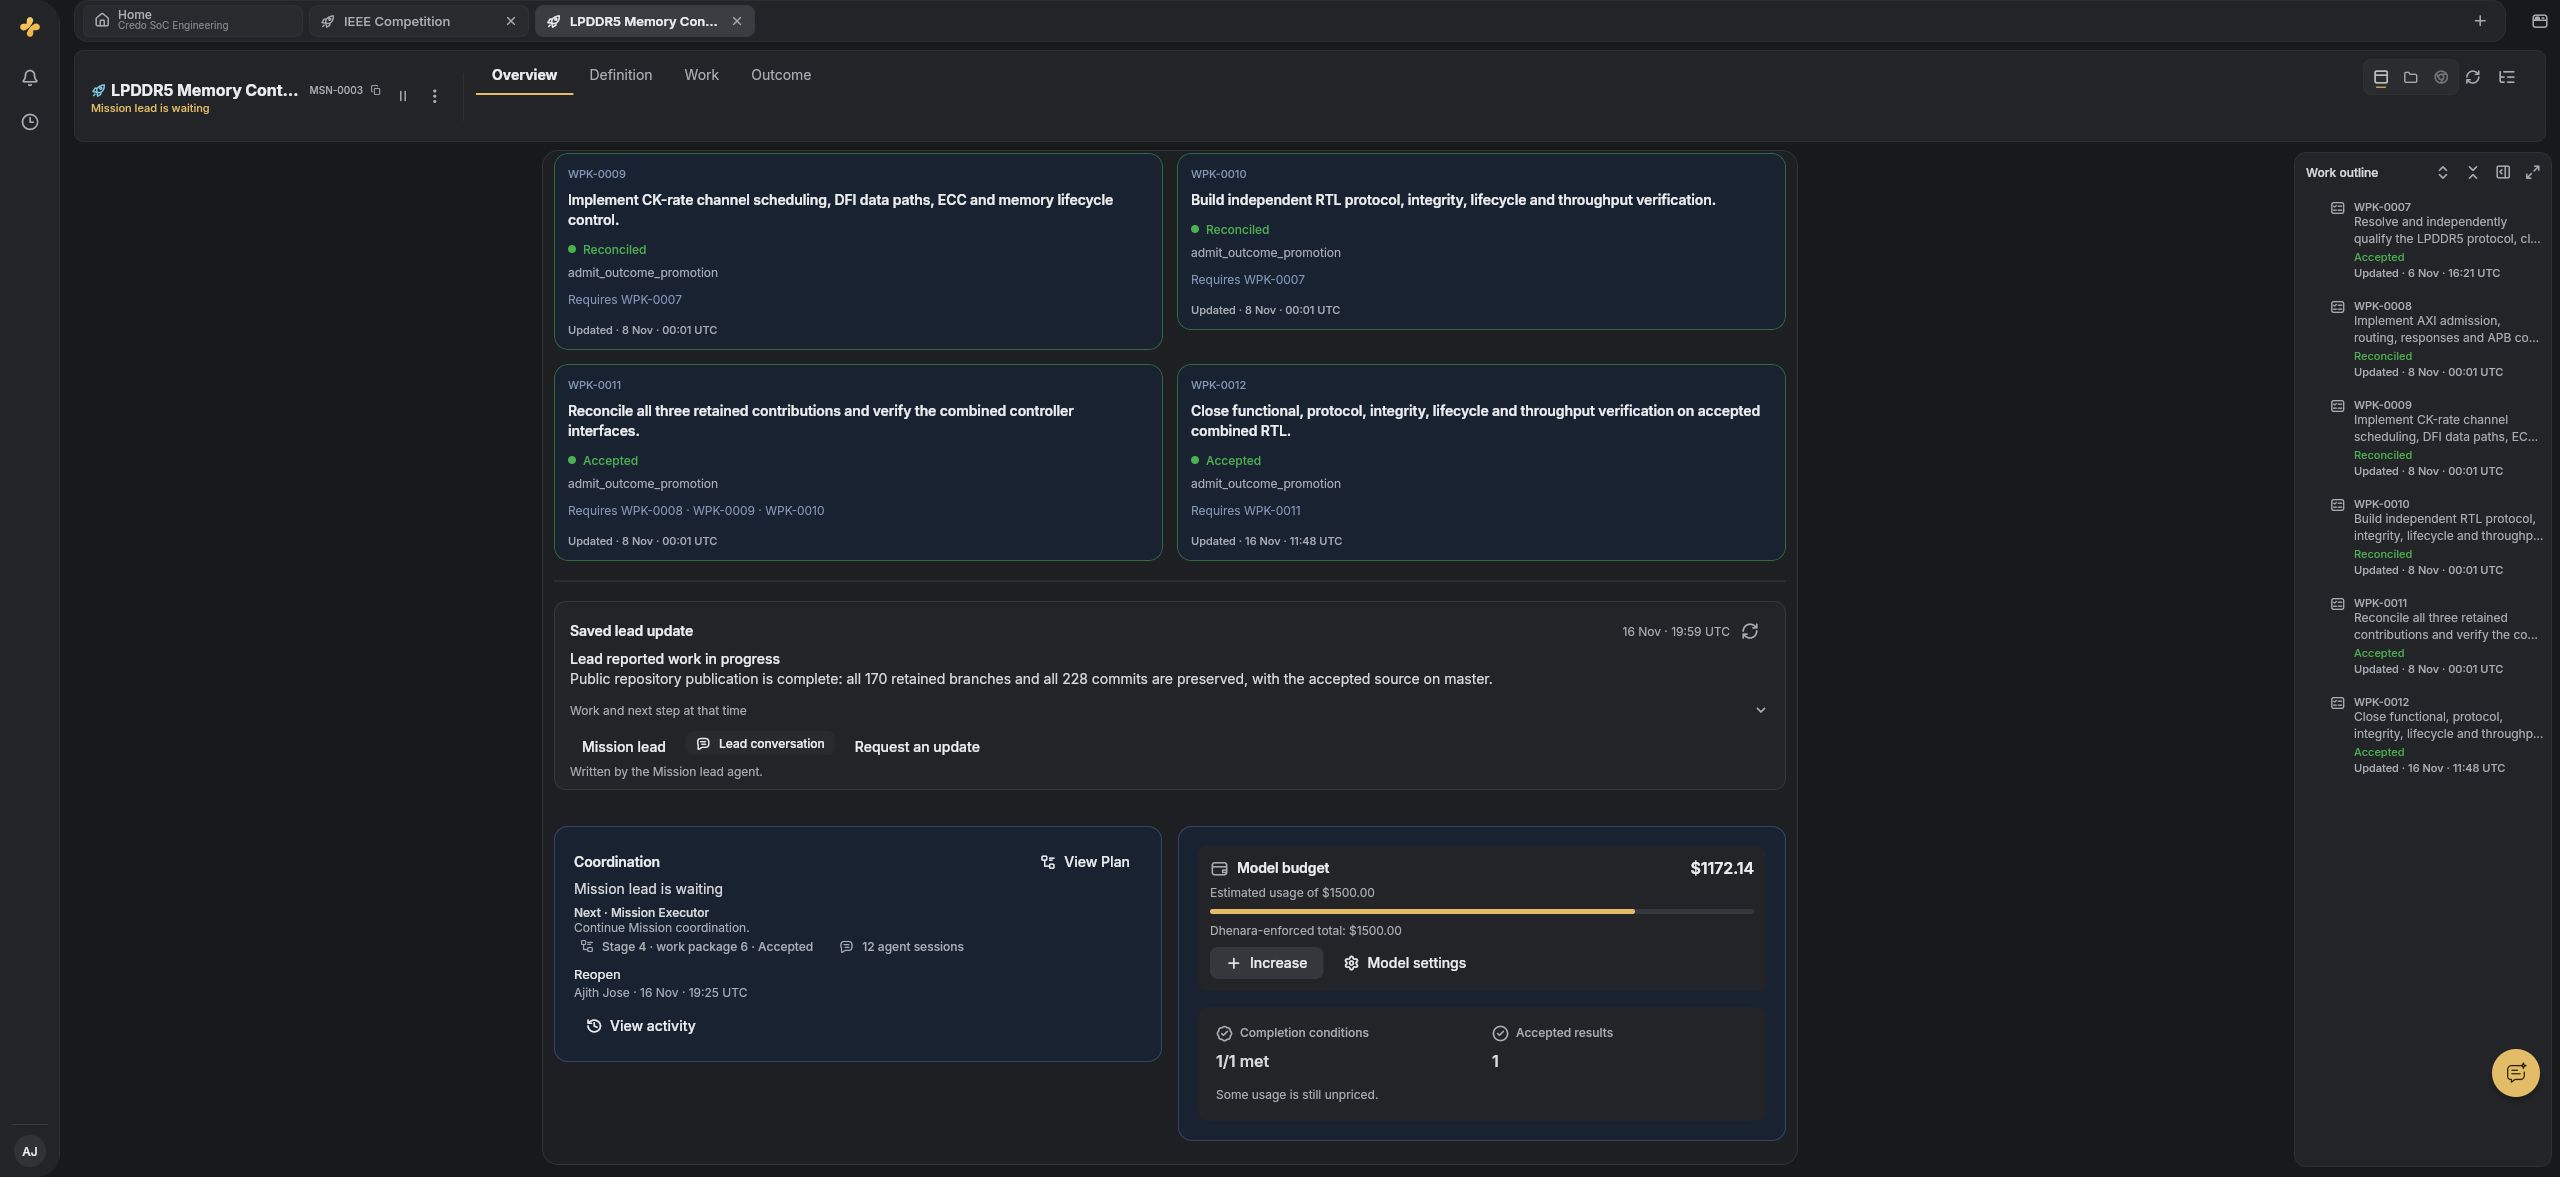 Home
Credo SoC Engineering
IEEE Competition
LPDDR5 Memory Con...
LPDDR5 Memory Cont...
MSN-0003
Mission lead is waiting
Overview
Definition
Work
Outcome
WPK-0009
Implement CK-rate channel scheduling, DFI data paths, ECC and memory lifecycle
control.
Reconciled
admit_outcome_promotion
Requires WPK-0007
Updated · 8 Nov · 00:01 UTC
WPK-0010
Build independent RTL protocol, integrity, lifecycle and throughput verification.
Reconciled
admit_outcome_promotion
Requires WPK-0007
Updated · 8 Nov · 00:01 UTC
WPK-0011
Reconcile all three retained contributions and verify the combined controller
interfaces.
Accepted
admit_outcome_promotion
Requires WPK-0008 · WPK-0009 · WPK-0010
Updated · 8 Nov · 00:01 UTC
WPK-0012
Close functional, protocol, integrity, lifecycle and throughput verification on accepted
combined RTL.
Accepted
admit_outcome_promotion
Requires WPK-0011
Updated · 16 Nov · 11:48 UTC
Saved lead update
16 Nov · 19:59 UTC
Lead reported work in progress
Public repository publication is complete: all 170 retained branches and all 228 commits are preserved, with the accepted source on master.
Work and next step at that time
Mission lead
Lead conversation
Request an update
Written by the Mission lead agent.
Coordination
View Plan
Mission lead is waiting
Next · Mission Executor
Continue Mission coordination.
Stage 4 · work package 6 · Accepted
12 agent sessions
Reopen
Ajith Jose · 16 Nov · 19:25 UTC
View activity
Model budget
$1172.14
Estimated usage of $1500.00
Dhenara-enforced total: $1500.00
Increase
Model settings
Completion conditions
1/1 met
Accepted results
1
Some usage is still unpriced.
Work outline
WPK-0007
Resolve and independently
qualify the LPDDR5 protocol, cl...
Accepted
Updated · 6 Nov · 16:21 UTC
WPK-0008
Implement AXI admission,
routing, responses and APB co...
Reconciled
Updated · 8 Nov · 00:01 UTC
WPK-0009
Implement CK-rate channel
scheduling, DFI data paths, EC...
Reconciled
Updated · 8 Nov · 00:01 UTC
WPK-0010
Build independent RTL protocol,
integrity, lifecycle and throughp...
Reconciled
Updated · 8 Nov · 00:01 UTC
WPK-0011
Reconcile all three retained
contributions and verify the co...
Accepted
Updated · 8 Nov · 00:01 UTC
WPK-0012
Close functional, protocol,
integrity, lifecycle and throughp...
Accepted
Updated · 16 Nov · 11:48 UTC
AJ